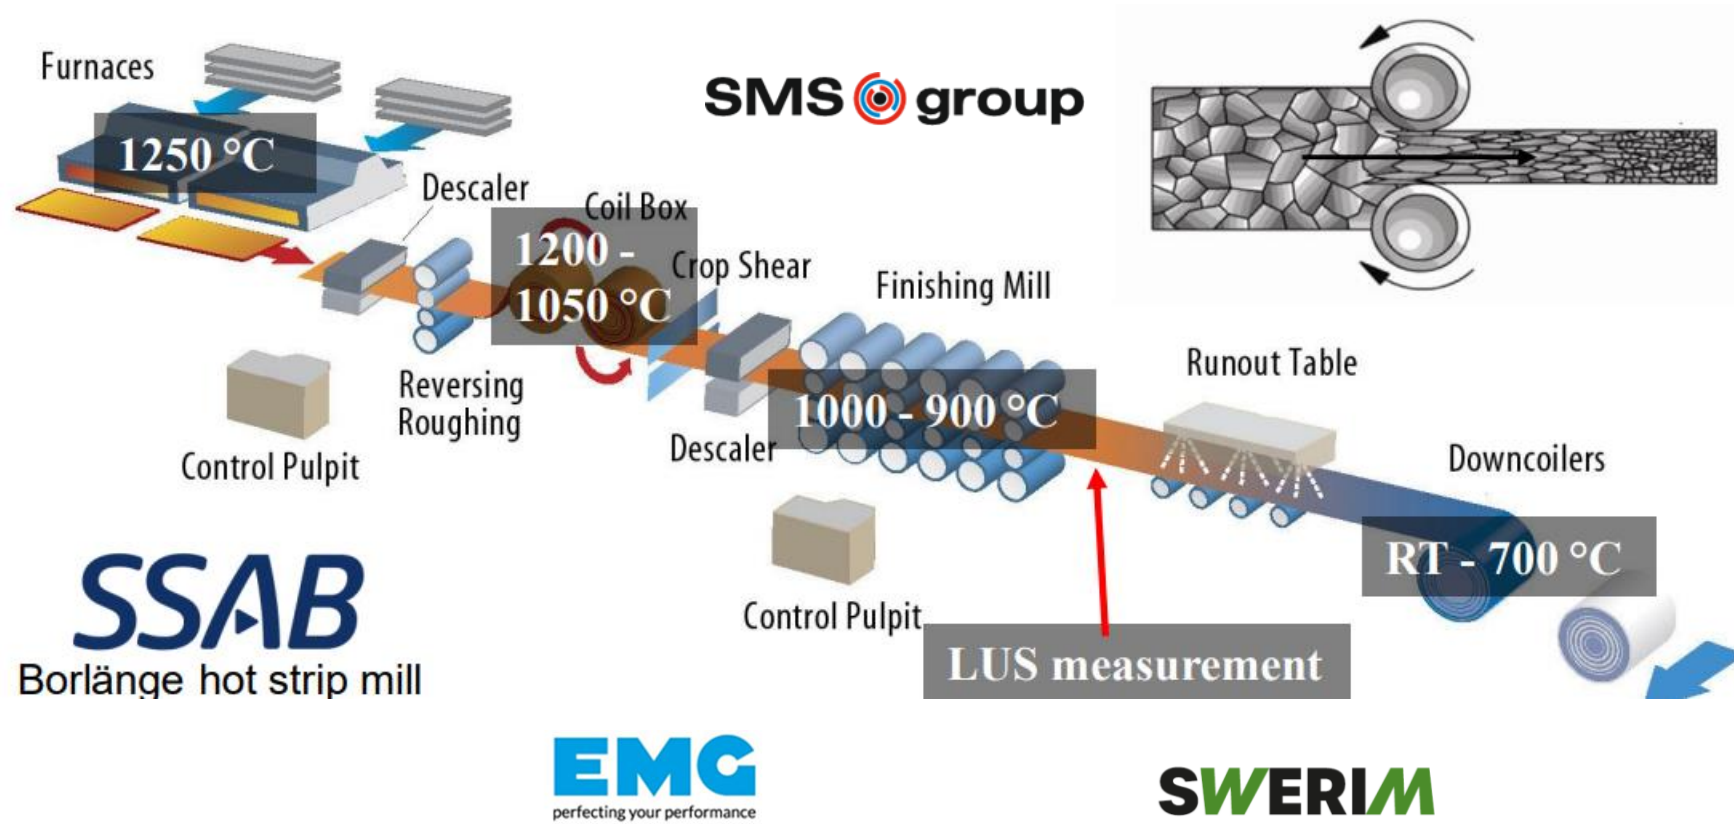 Furnaces
1250 °C
SMS group
Descaler
Coil Box
1200 -
1050 °C
Crop Shear
Finishing Mill
Reversing
Roughing
Control Pulpit
1000 - 900 °C
Descaler
Runout Table
Downcoilers
RT - 700 °C
Control Pulpit
LUS measurement
SSAB
Borlänge hot strip mill
EMG
perfecting your performance
SWERIM